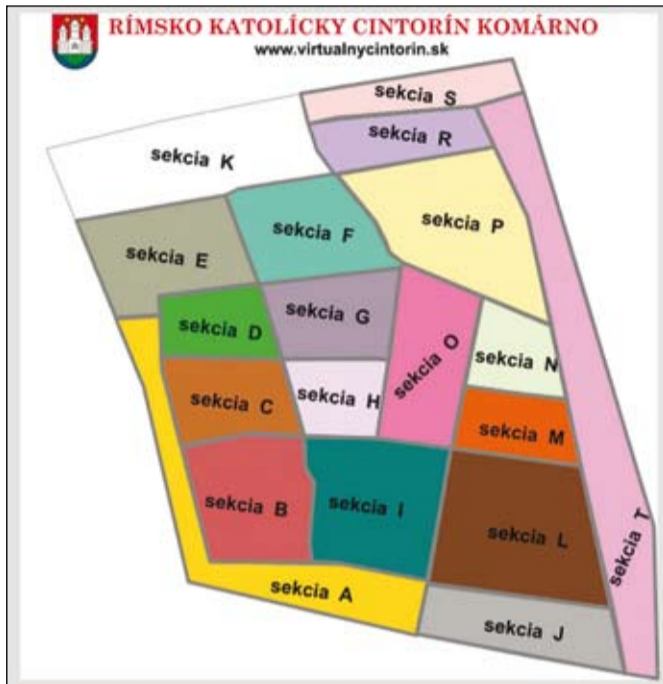 RÍMSKO KATOLÍCKY CINTORÍN KOMÁRNO
www.virtualnycintorin.sk
sekcia S
sekcia R
sekcia K
sekcia P
sekcia F
sekcia E
sekcia G
sekcia D
sekcia O
sekcia N
sekcia H
sekcia C
sekcia M
sekcia B
sekcia I
sekcia L
sekcia T
sekcia A
sekcia J